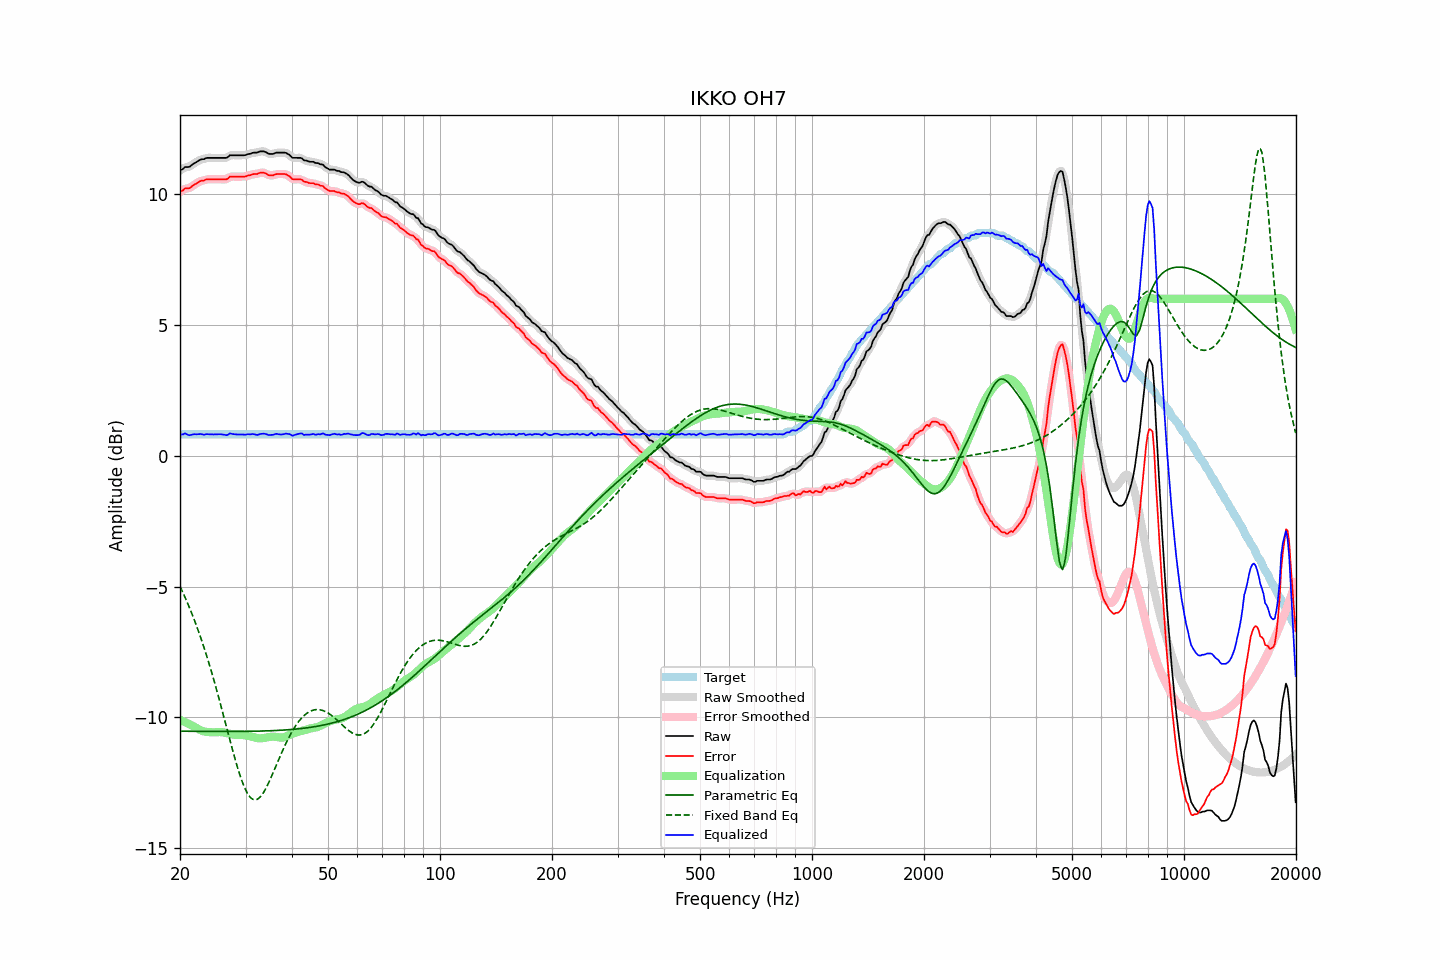 IKKO OH7
Amplitude (dBr)
10
5
0
−5
−10
−15
20
50
100
200
500
1000
2000
5000
10000
20000
Frequency (Hz)
Target
Raw Smoothed
Error Smoothed
Raw
Error
Equalization
Parametric Eq
Fixed Band Eq
Equalized